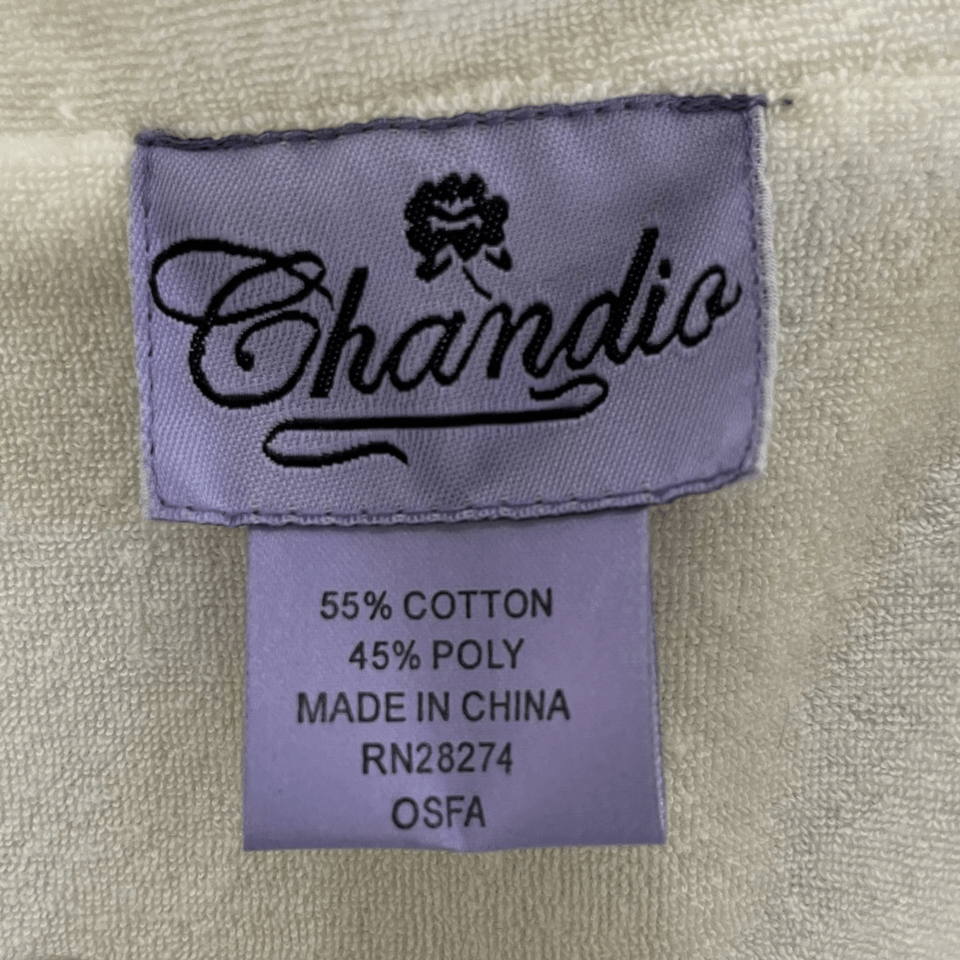 Chandio
55% COTTON
45% POLY
MADE IN CHINA
RN28274
OSFA